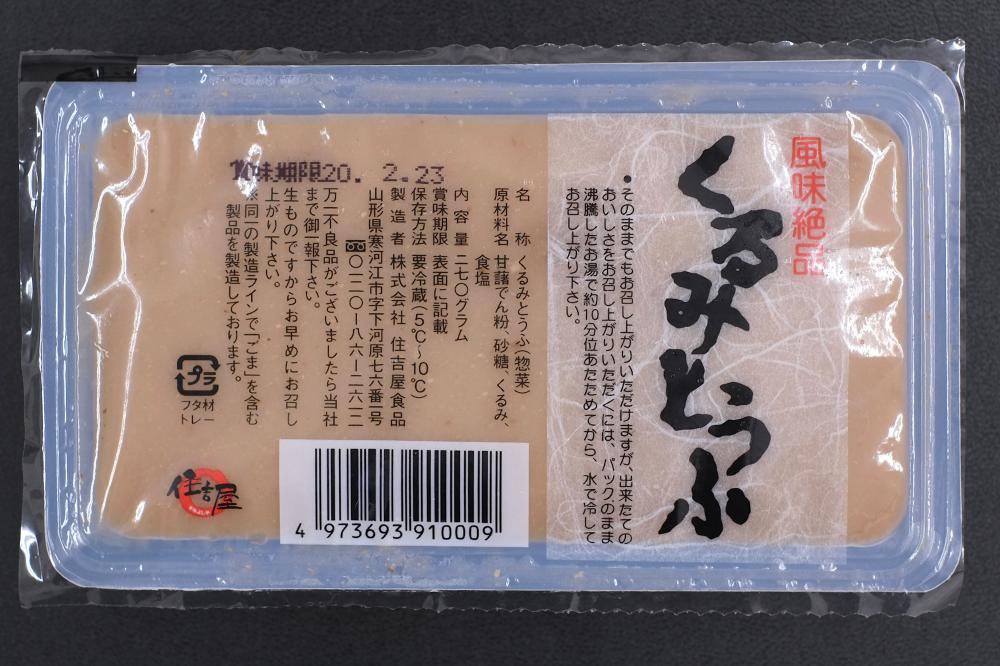 風味絶品
くるみとうふ
・そのままでもお召し上がりいただけますが、出来たての
おいしさをお召し上がりいただくには、パックのまま
沸騰したお湯で約10分位あたためてから、水で冷して
お召し上がり下さい。
名称 くるみとうふ(惣菜)
原材料名 甘藷でん粉、砂糖、くるみ、
食塩
内容量 二七〇グラム
賞味期限 表面に記載
保存方法 要冷蔵(5℃~10℃)
製造者 株式会社 住吉屋食品
山形県寒河江市字下河原七六番一号
〇一二〇ー八六ー二六一二
万一不良品がございましたら当社
まで御一報下さい。
生ものですからお早めにお召し
上がり下さい。
※同一の製造ラインで「ごま」を含む
製品を製造しております。
賞味期限20. 2.23
プラ
フタ材
トレー
住吉屋
4 973693 910009